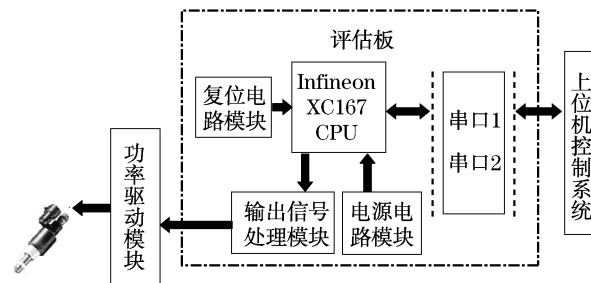 评估板
Infineon
XC167
CPU
复位电
路模块
串口1
串口2
上位机控制系统
功率驱动模块
输出信号
处理模块
电源电
路模块